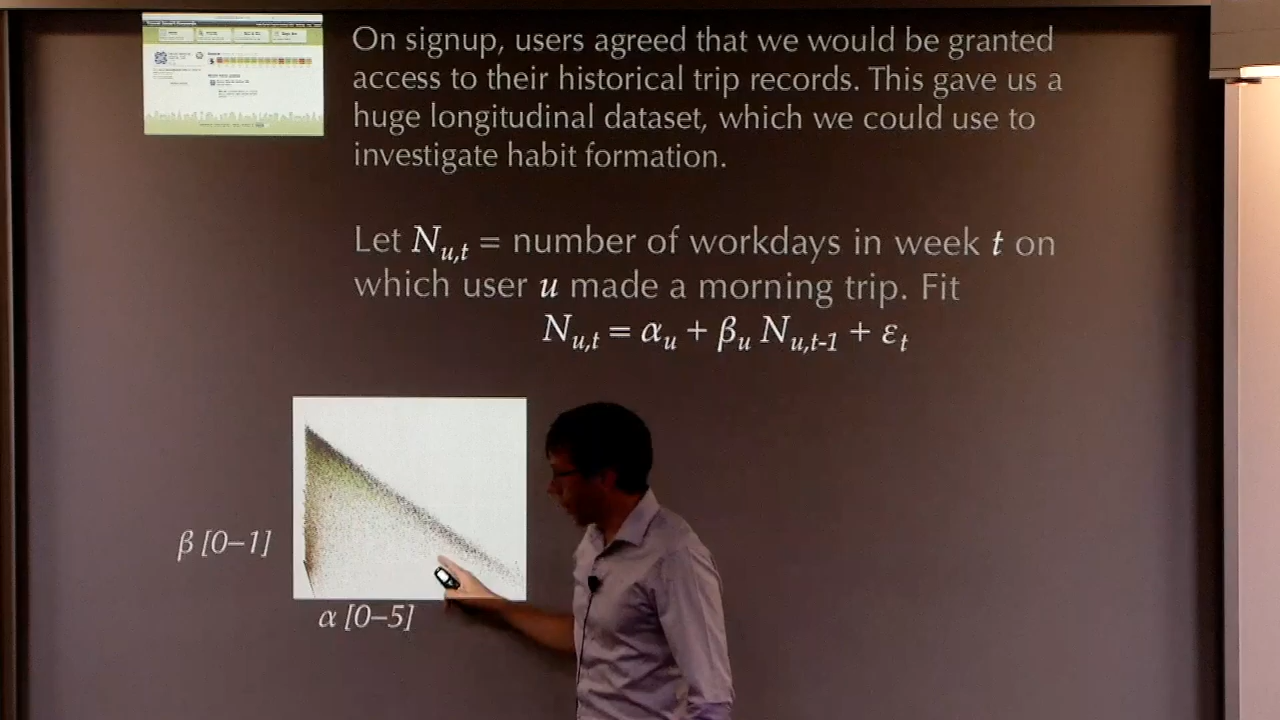 On signup, users agreed that we would be granted
access to their historical trip records. This gave us a
huge longitudinal dataset, which we could use to
investigate habit formation.
Let N_{u,t} = number of workdays in week t on
which user u made a morning trip. Fit
N_{u,t} = α_u + β_u N_{u,t-1} + ε_t
β [0–1]
α [0–5]